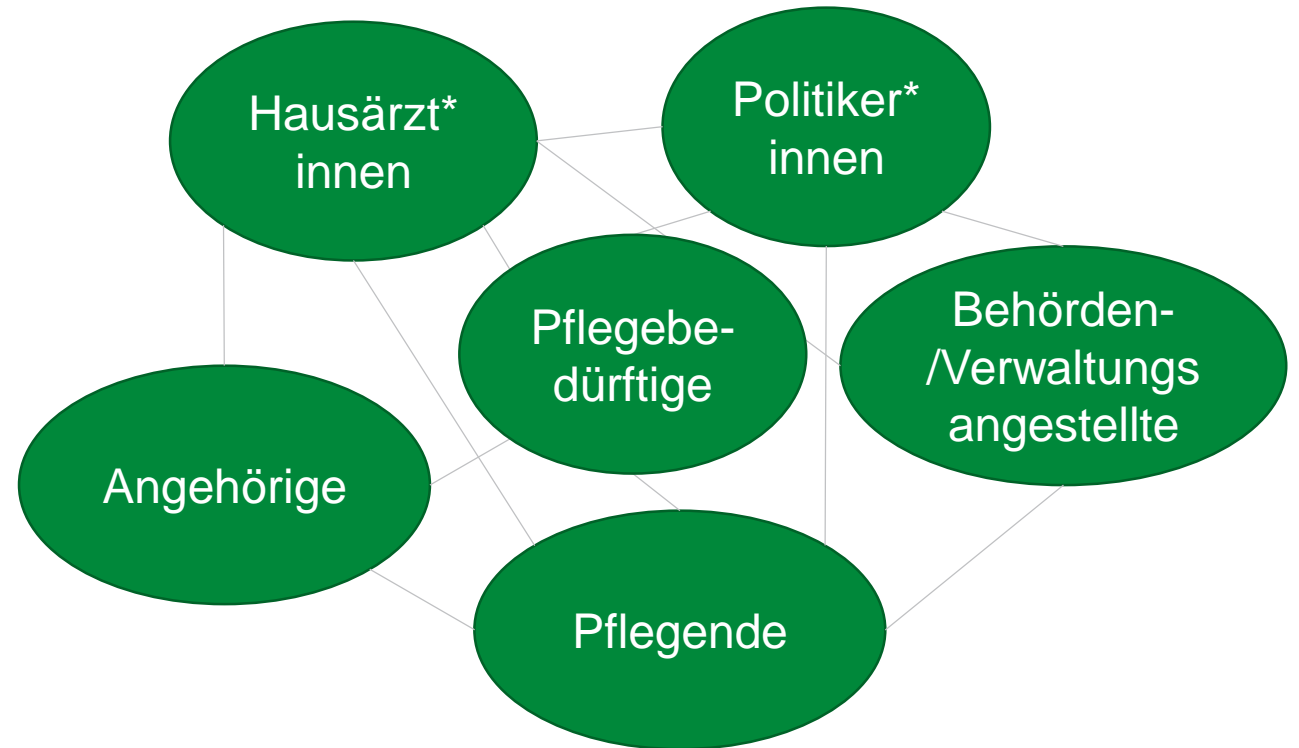 Hausärzt*
innen
Politiker*
innen
Pflegebe-
dürftige
Behörden-
/Verwaltungs
angestellte
Angehörige
Pflegende